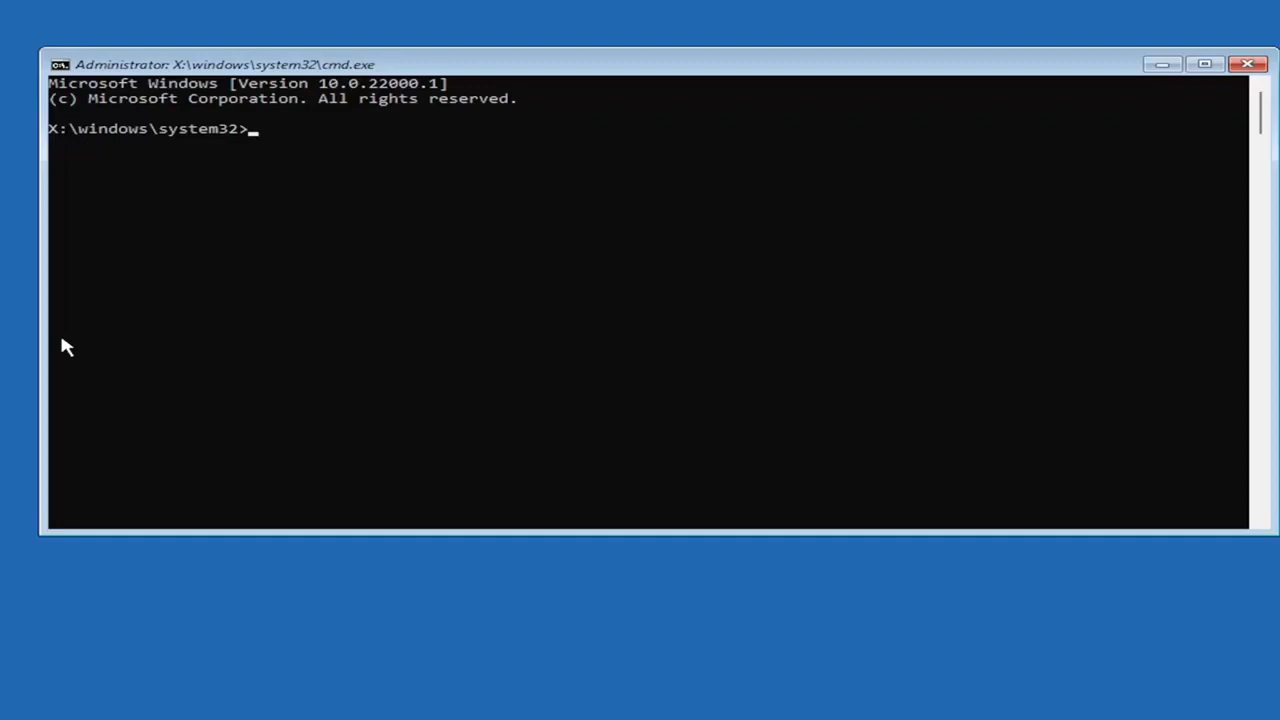 Administrator: X:\windows\system32\cmd.exe
Microsoft Windows [Version 10.0.22000.1]
(c) Microsoft Corporation. All rights reserved.
X:\windows\system32>